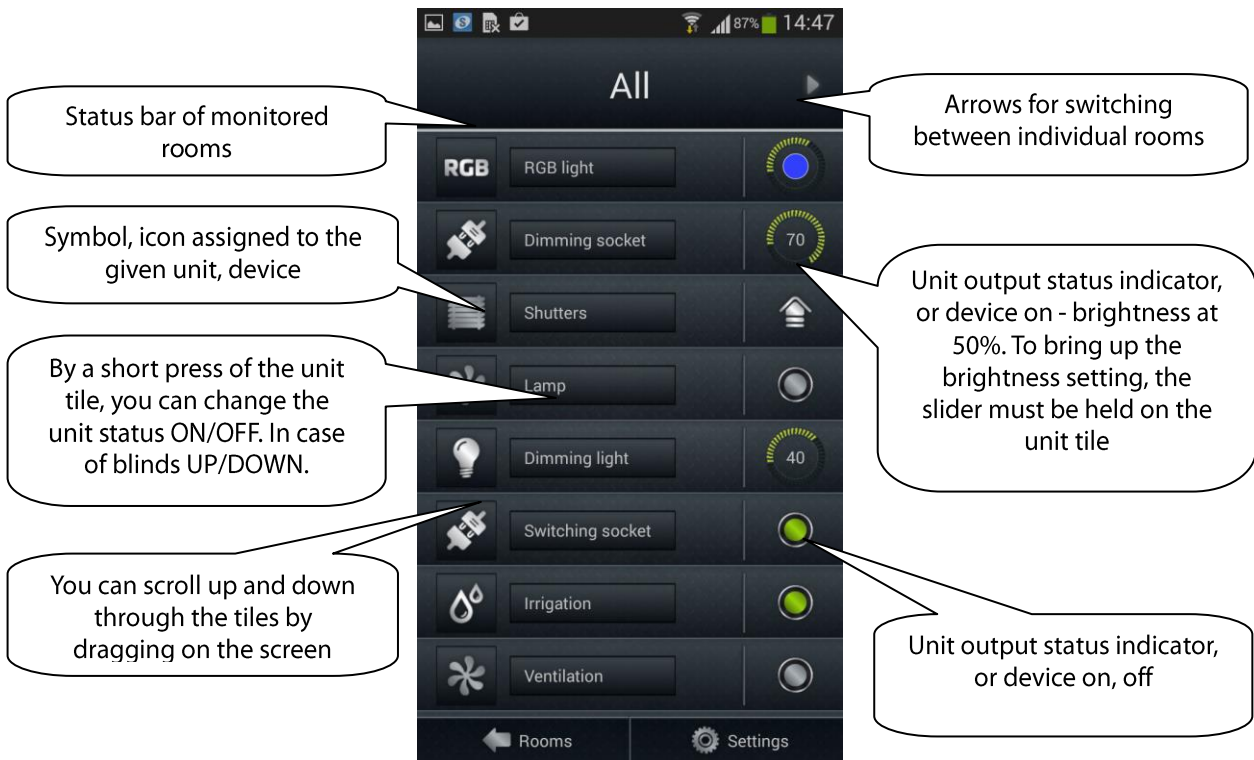 87% 14:47
All
Status bar of monitored
rooms
Arrows for switching
between individual rooms
RGB RGB light
Symbol, icon assigned to the
given unit, device
Dimming socket 70
Unit output status indicator,
or device on - brightness at
50%. To bring up the
brightness setting, the
slider must be held on the
unit tile
Shutters
By a short press of the unit
tile, you can change the
unit status ON/OFF. In case
of blinds UP/DOWN.
Lamp
Dimming light 40
Switching socket
You can scroll up and down
through the tiles by
dragging on the screen
Irrigation
Unit output status indicator,
or device on, off
Ventilation
Rooms Settings